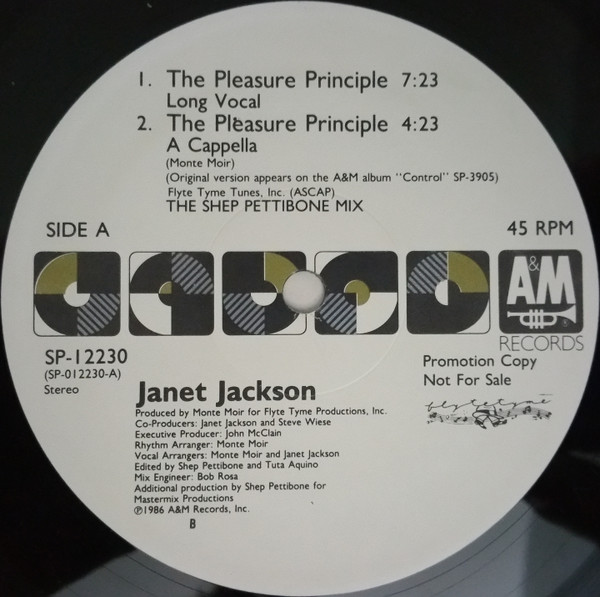 1. The Pleasure Principle 7:23
Long Vocal
2. The Pleasure Principle 4:23
A Cappella
(Monte Moir)
(Original version appears on the A&M album "Control" SP-3905)
Flyte Tyme Tunes, Inc. (ASCAP)
THE SHEP PETTIBONE MIX
SIDE A
45 RPM
A&M
®
RECORDS
SP-12230
(SP-012230-A)
Stereo
Promotion Copy
Not For Sale
flytetyme
Janet Jackson
Produced by Monte Moir for Flyte Tyme Productions, Inc.
Co-Producers: Janet Jackson and Steve Wiese
Executive Producer: John McClain
Rhythm Arranger: Monte Moir
Vocal Arrangers: Monte Moir and Janet Jackson
Edited by Shep Pettibone and Tuta Aquino
Mix Engineer: Bob Rosa
Additional production by Shep Pettibone for
Mastermix Productions
℗1986 A&M Records, Inc.
B